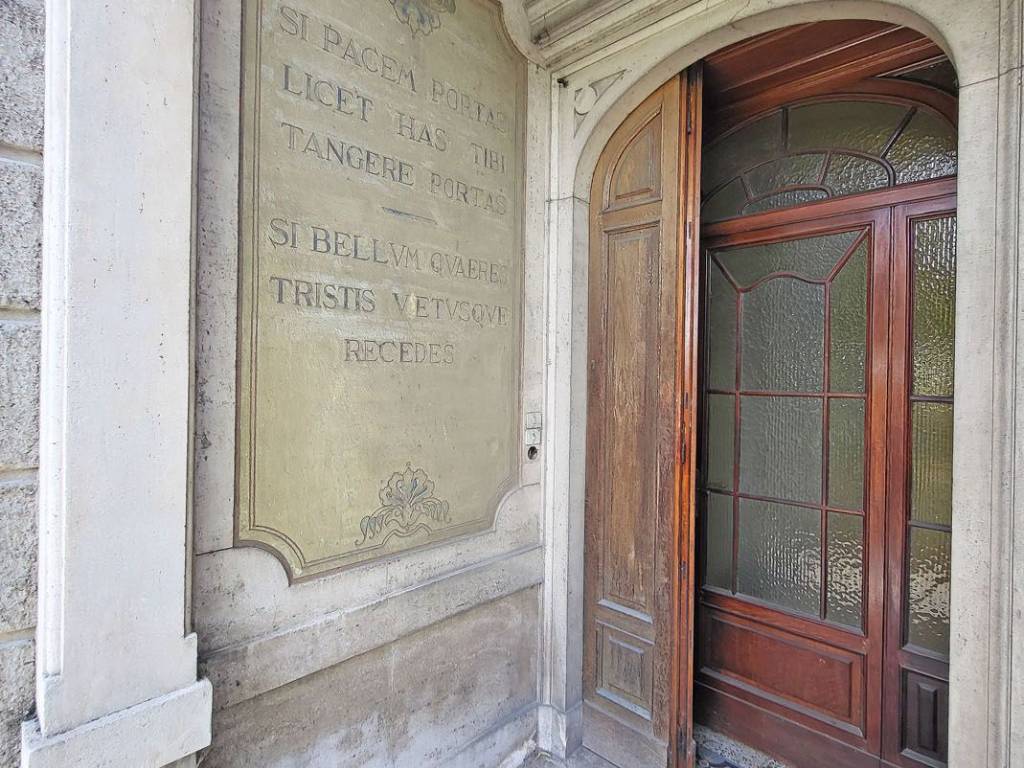 SI PACEM PORTAS
LICET HAS TIBI
TANGERE PORTAS
SI BELLVM QVAERES
TRISTIS VETVSQVE
RECEDES